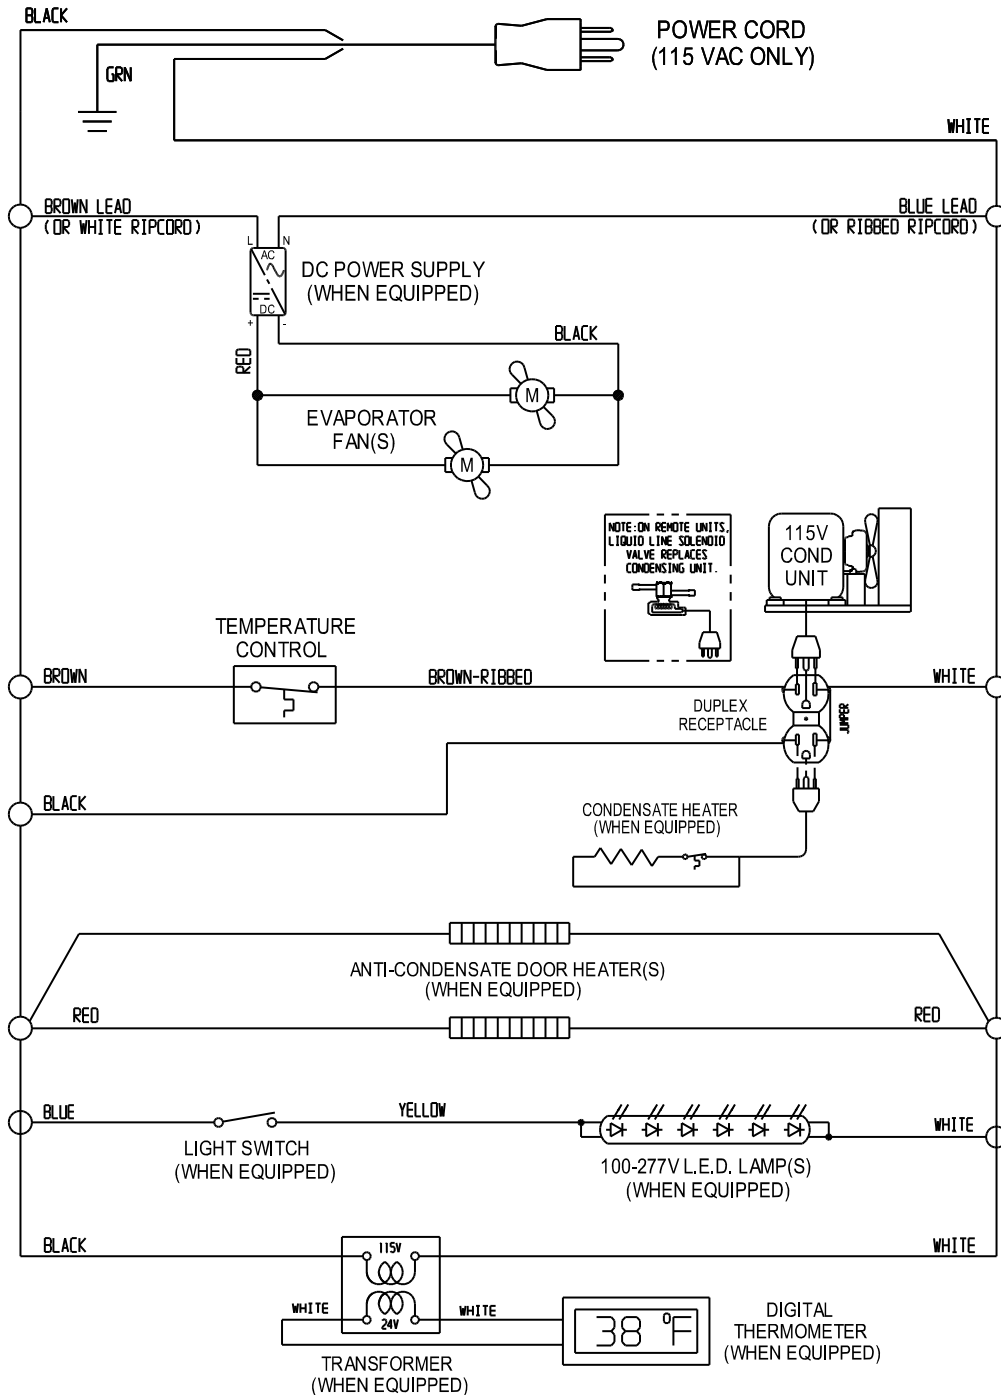 BLACK
POWER CORD
(115 VAC ONLY)
GRN
WHITE
BROWN LEAD
(OR WHITE RIPCORD)
BLUE LEAD
(OR RIBBED RIPCORD)
L
N
AC
DC
+
-
DC POWER SUPPLY
(WHEN EQUIPPED)
RED
BLACK
M
EVAPORATOR
FAN(S)
M
NOTE:ON REMOTE UNITS,
LIQUID LINE SOLENOID
VALVE REPLACES
CONDENSING UNIT.
115V
COND
UNIT
TEMPERATURE
CONTROL
BROWN
BROWN-RIBBED
WHITE
DUPLEX
RECEPTACLE
JUMPER
BLACK
CONDENSATE HEATER
(WHEN EQUIPPED)
ANTI-CONDENSATE DOOR HEATER(S)
(WHEN EQUIPPED)
RED
RED
BLUE
YELLOW
WHITE
LIGHT SWITCH
(WHEN EQUIPPED)
100-277V L.E.D. LAMP(S)
(WHEN EQUIPPED)
BLACK
115V
WHITE
WHITE
24V
WHITE
38 °F
DIGITAL
THERMOMETER
(WHEN EQUIPPED)
TRANSFORMER
(WHEN EQUIPPED)